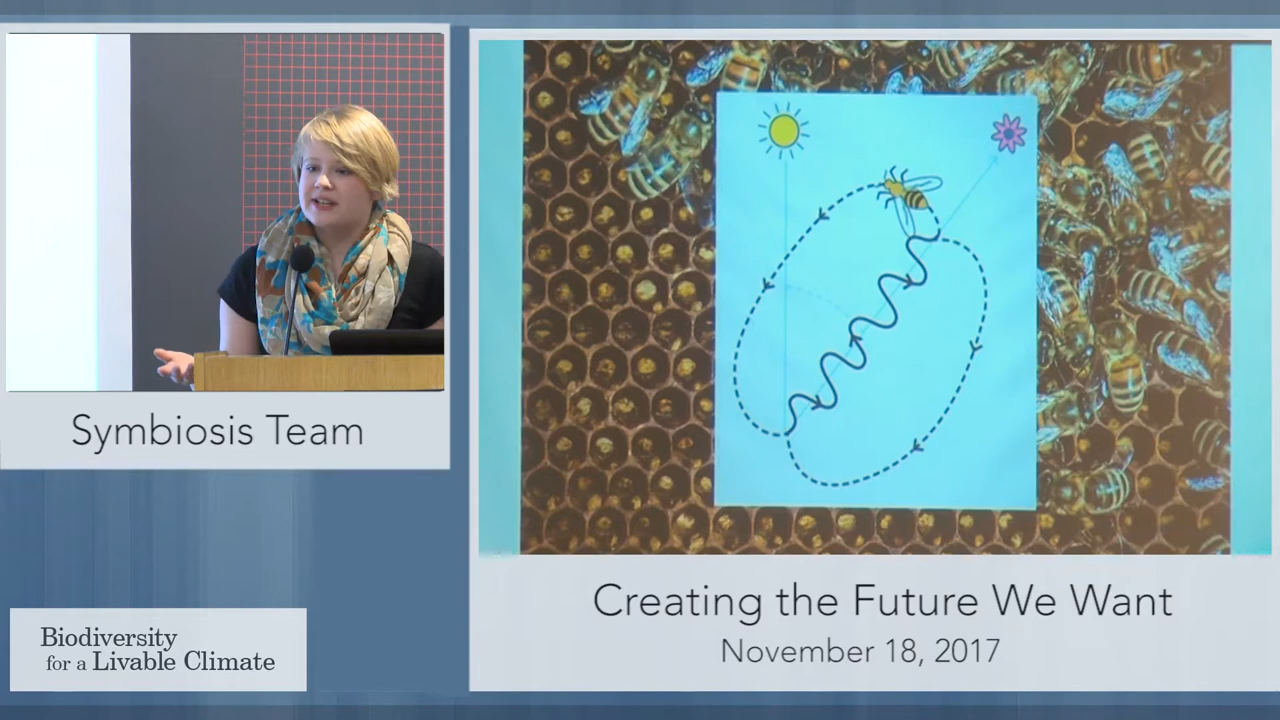 Symbiosis Team
Creating the Future We Want
November 18, 2017
Biodiversity
for a Livable Climate